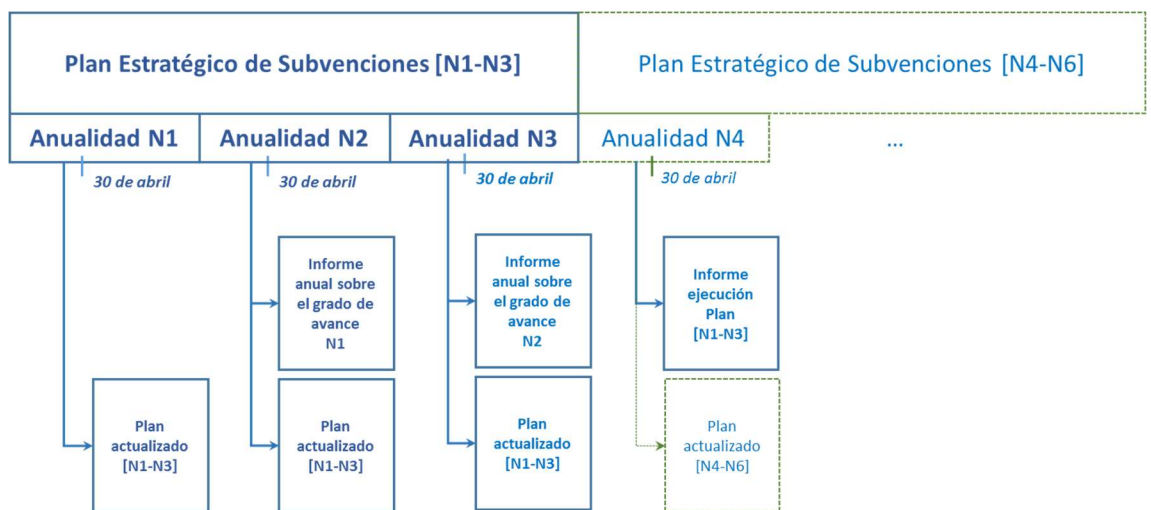 Plan Estratégico de Subvenciones [N1-N3]
Plan Estratégico de Subvenciones [N4-N6]
Anualidad N1
Anualidad N2
Anualidad N3
Anualidad N4
...
30 de abril
30 de abril
30 de abril
30 de abril
Informe
anual sobre
el grado de
avance
N1
Informe
anual sobre
el grado de
avance
N2
Informe
ejecución
Plan
[N1-N3]
Plan
actualizado
[N1-N3]
Plan
actualizado
[N1-N3]
Plan
actualizado
[N1-N3]
Plan
actualizado
[N4-N6]